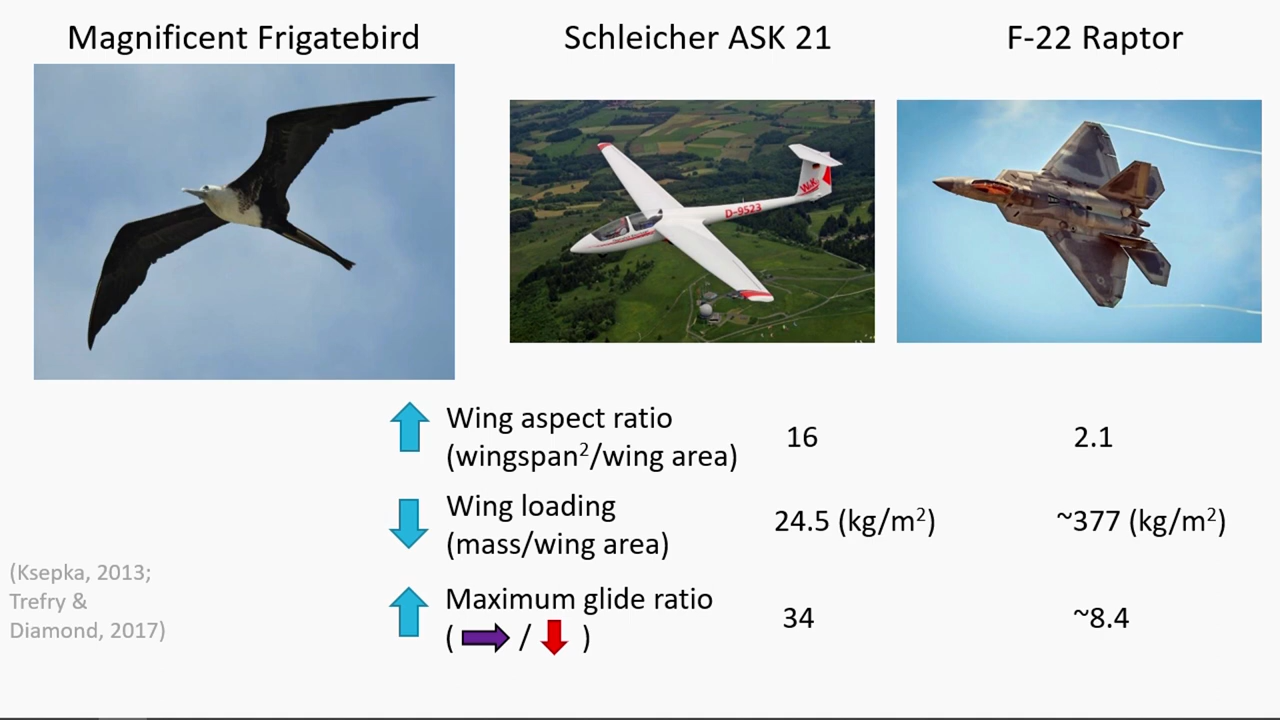 Magnificent Frigatebird
Schleicher ASK 21
F-22 Raptor
D-9523
WK
Wing aspect ratio
(wingspan²/wing area)
16
2.1
Wing loading
(mass/wing area)
24.5 (kg/m²)
~377 (kg/m²)
Maximum glide ratio
( / )
34
~8.4
(Ksepka, 2013;
Trefry &
Diamond, 2017)